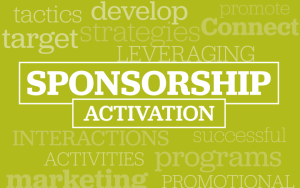 tactics develop promote
target strategies Connect
LEVERAGING
SPONSORSHIP
ACTIVATION
INTERACTIONS successful
ACTIVITIES programs
marketing PROMOTIONAL